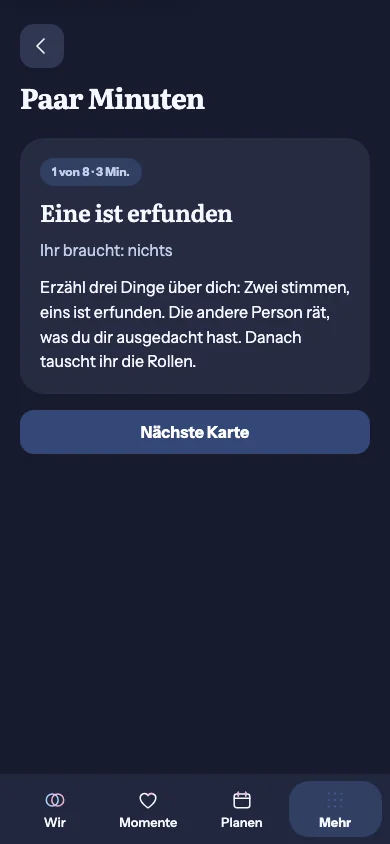 Paar Minuten
1 von 8 · 3 Min.
Eine ist erfunden
Ihr braucht: nichts
Erzähl drei Dinge über dich: Zwei stimmen,
eins ist erfunden. Die andere Person rät,
was du dir ausgedacht hast. Danach
tauscht ihr die Rollen.
Nächste Karte
Wir
Momente
Planen
Mehr